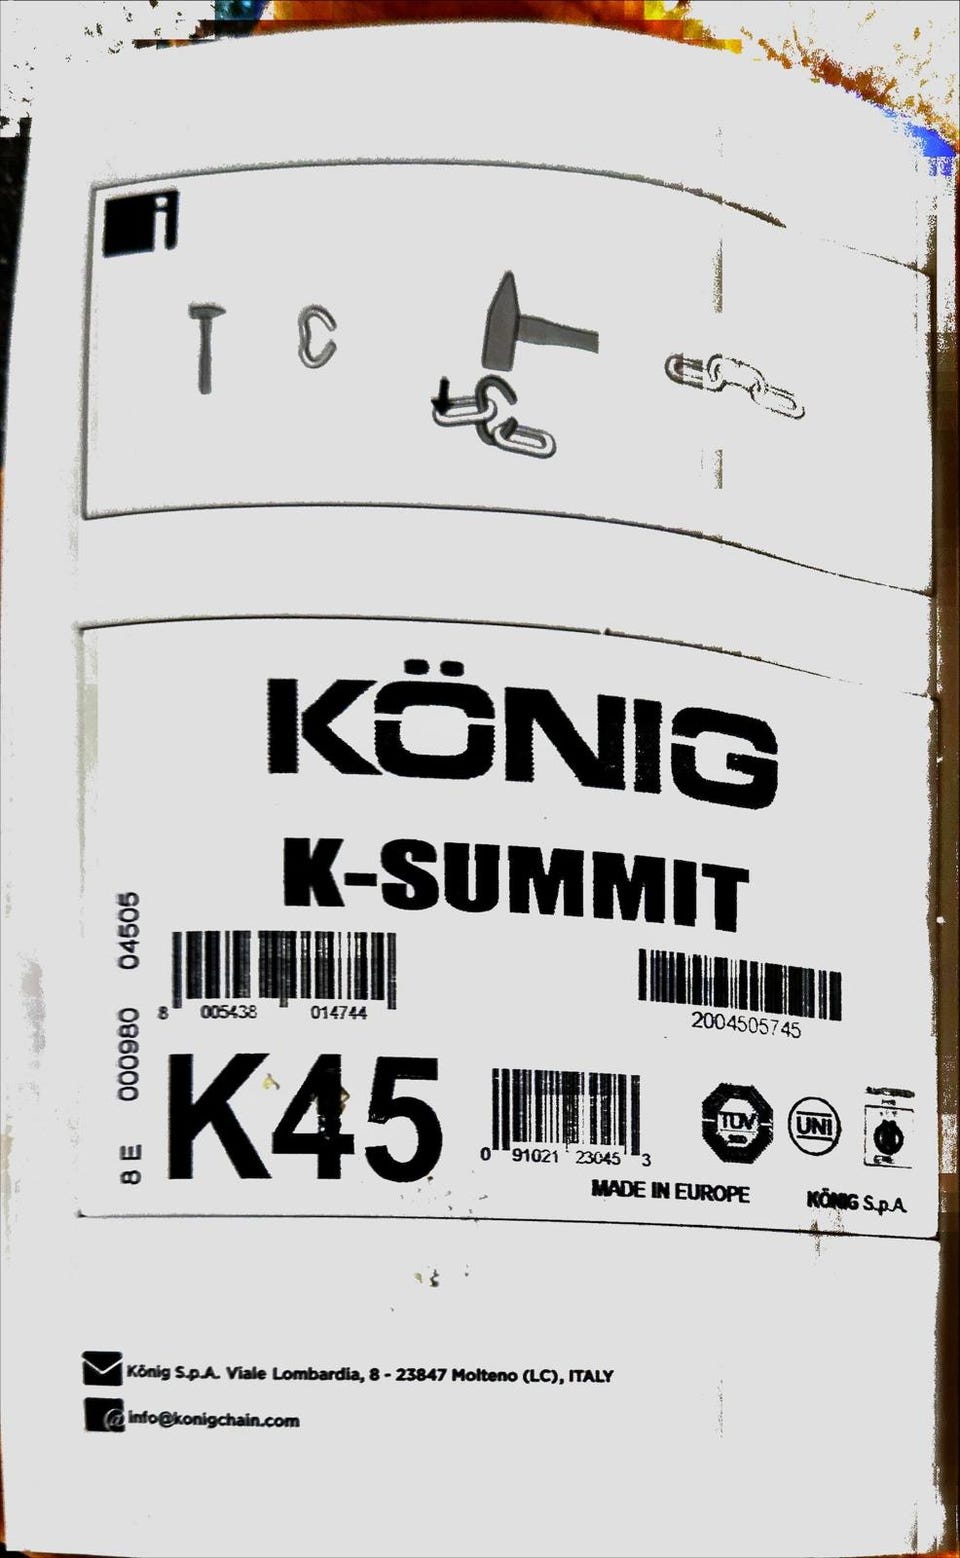 i
KÖNIG
K-SUMMIT
8E 000980 04505
8 005438 014744
2004505745
K45
0 91021 23045 3
TÜV
UNI
MADE IN EUROPE
KÖNIG S.p.A.
König S.p.A. Viale Lombardia, 8 - 23847 Molteno (LC), ITALY
@ info@konigchain.com